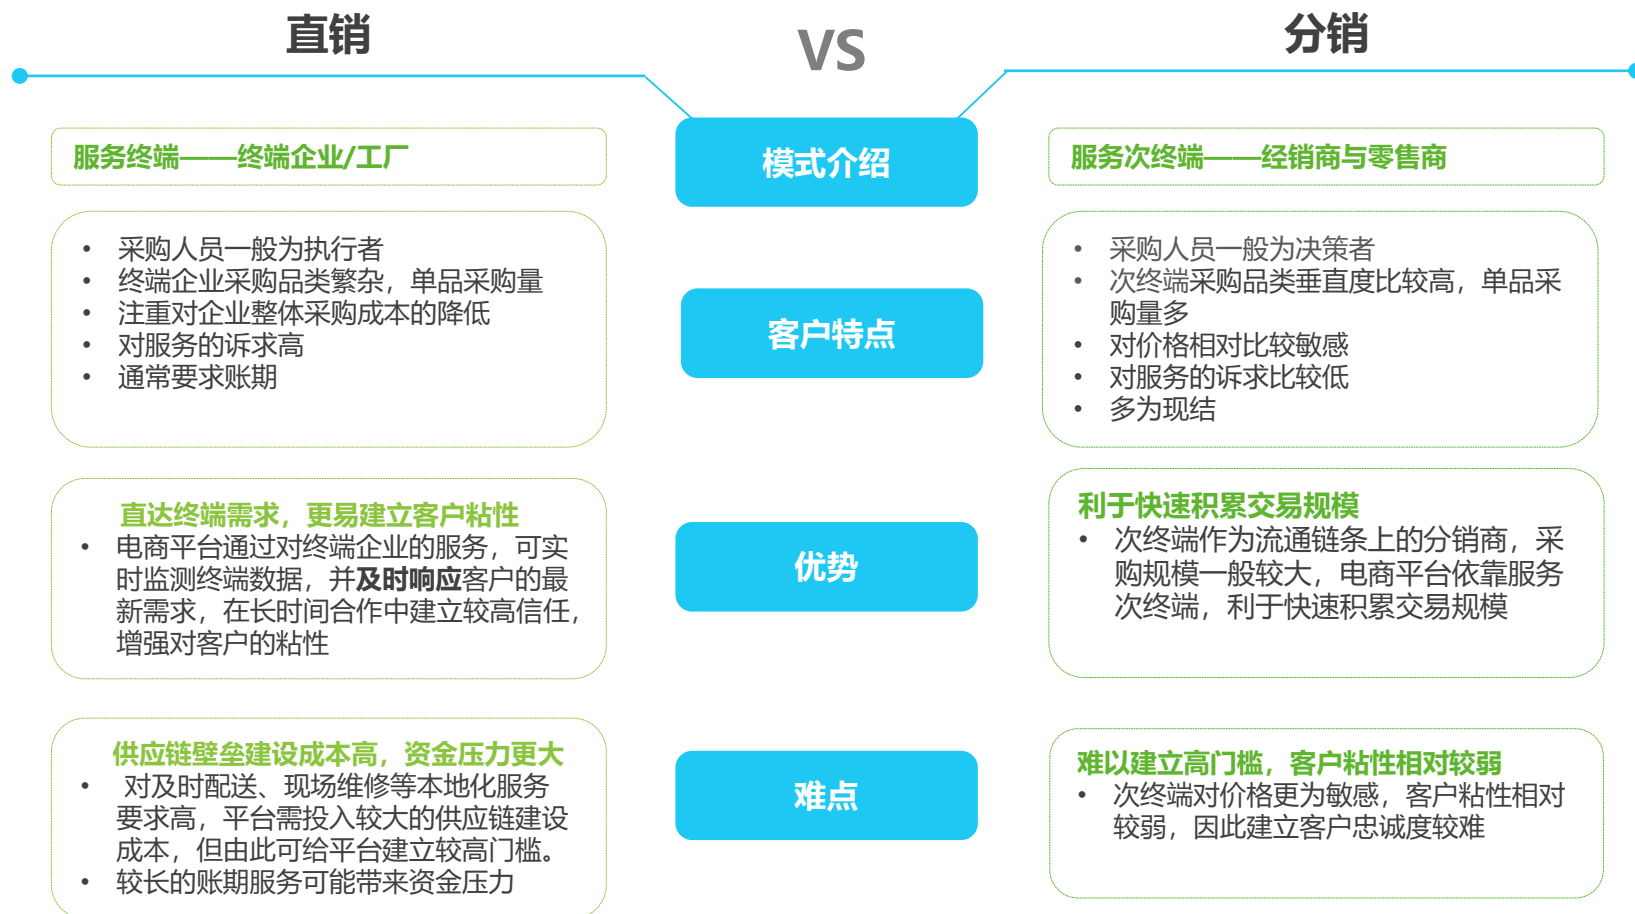 直销
VS
分销
模式介绍
服务终端——终端企业/工厂
服务次终端——经销商与零售商
客户特点
• 采购人员一般为执行者
• 终端企业采购品类繁杂，单品采购量
• 注重对企业整体采购成本的降低
• 对服务的诉求高
• 通常要求账期
• 采购人员一般为决策者
• 次终端采购品类垂直度比较高，单品采
购量多
• 对价格相对比较敏感
• 对服务的诉求比较低
• 多为现结
优势
直达终端需求，更易建立客户粘性
• 电商平台通过对终端企业的服务，可实
时监测终端数据，并及时响应客户的最
新需求，在长时间合作中建立较高信任，
增强对客户的粘性
利于快速积累交易规模
• 次终端作为流通链条上的分销商，采
购规模一般较大，电商平台依靠服务
次终端，利于快速积累交易规模
难点
供应链壁垒建设成本高，资金压力更大
• 对及时配送、现场维修等本地化服务
要求高，平台需投入较大的供应链建设
成本，但由此可给平台建立较高门槛。
• 较长的账期服务可能带来资金压力
难以建立高门槛，客户粘性相对较弱
• 次终端对价格更为敏感，客户粘性相对
较弱，因此建立客户忠诚度较难